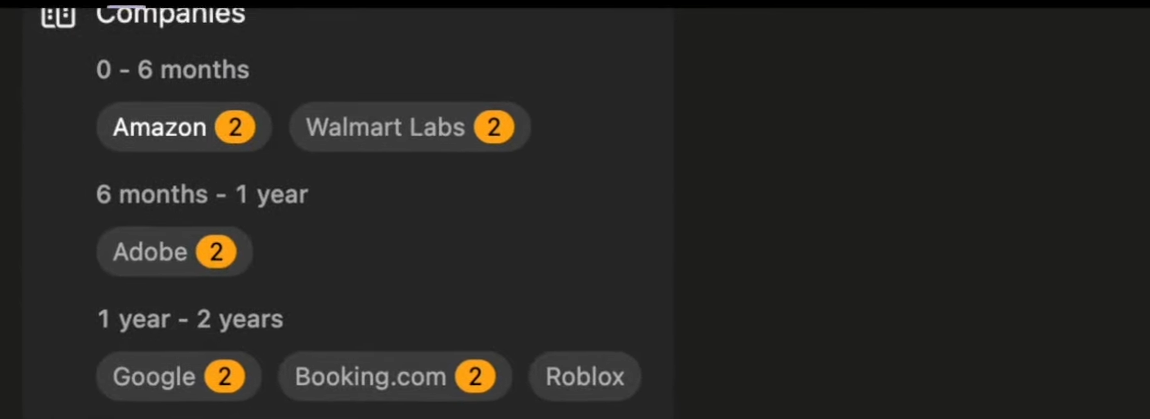 Companies
0 - 6 months
Amazon 2 Walmart Labs 2
6 months - 1 year
Adobe 2
1 year - 2 years
Google 2 Booking.com 2 Roblox